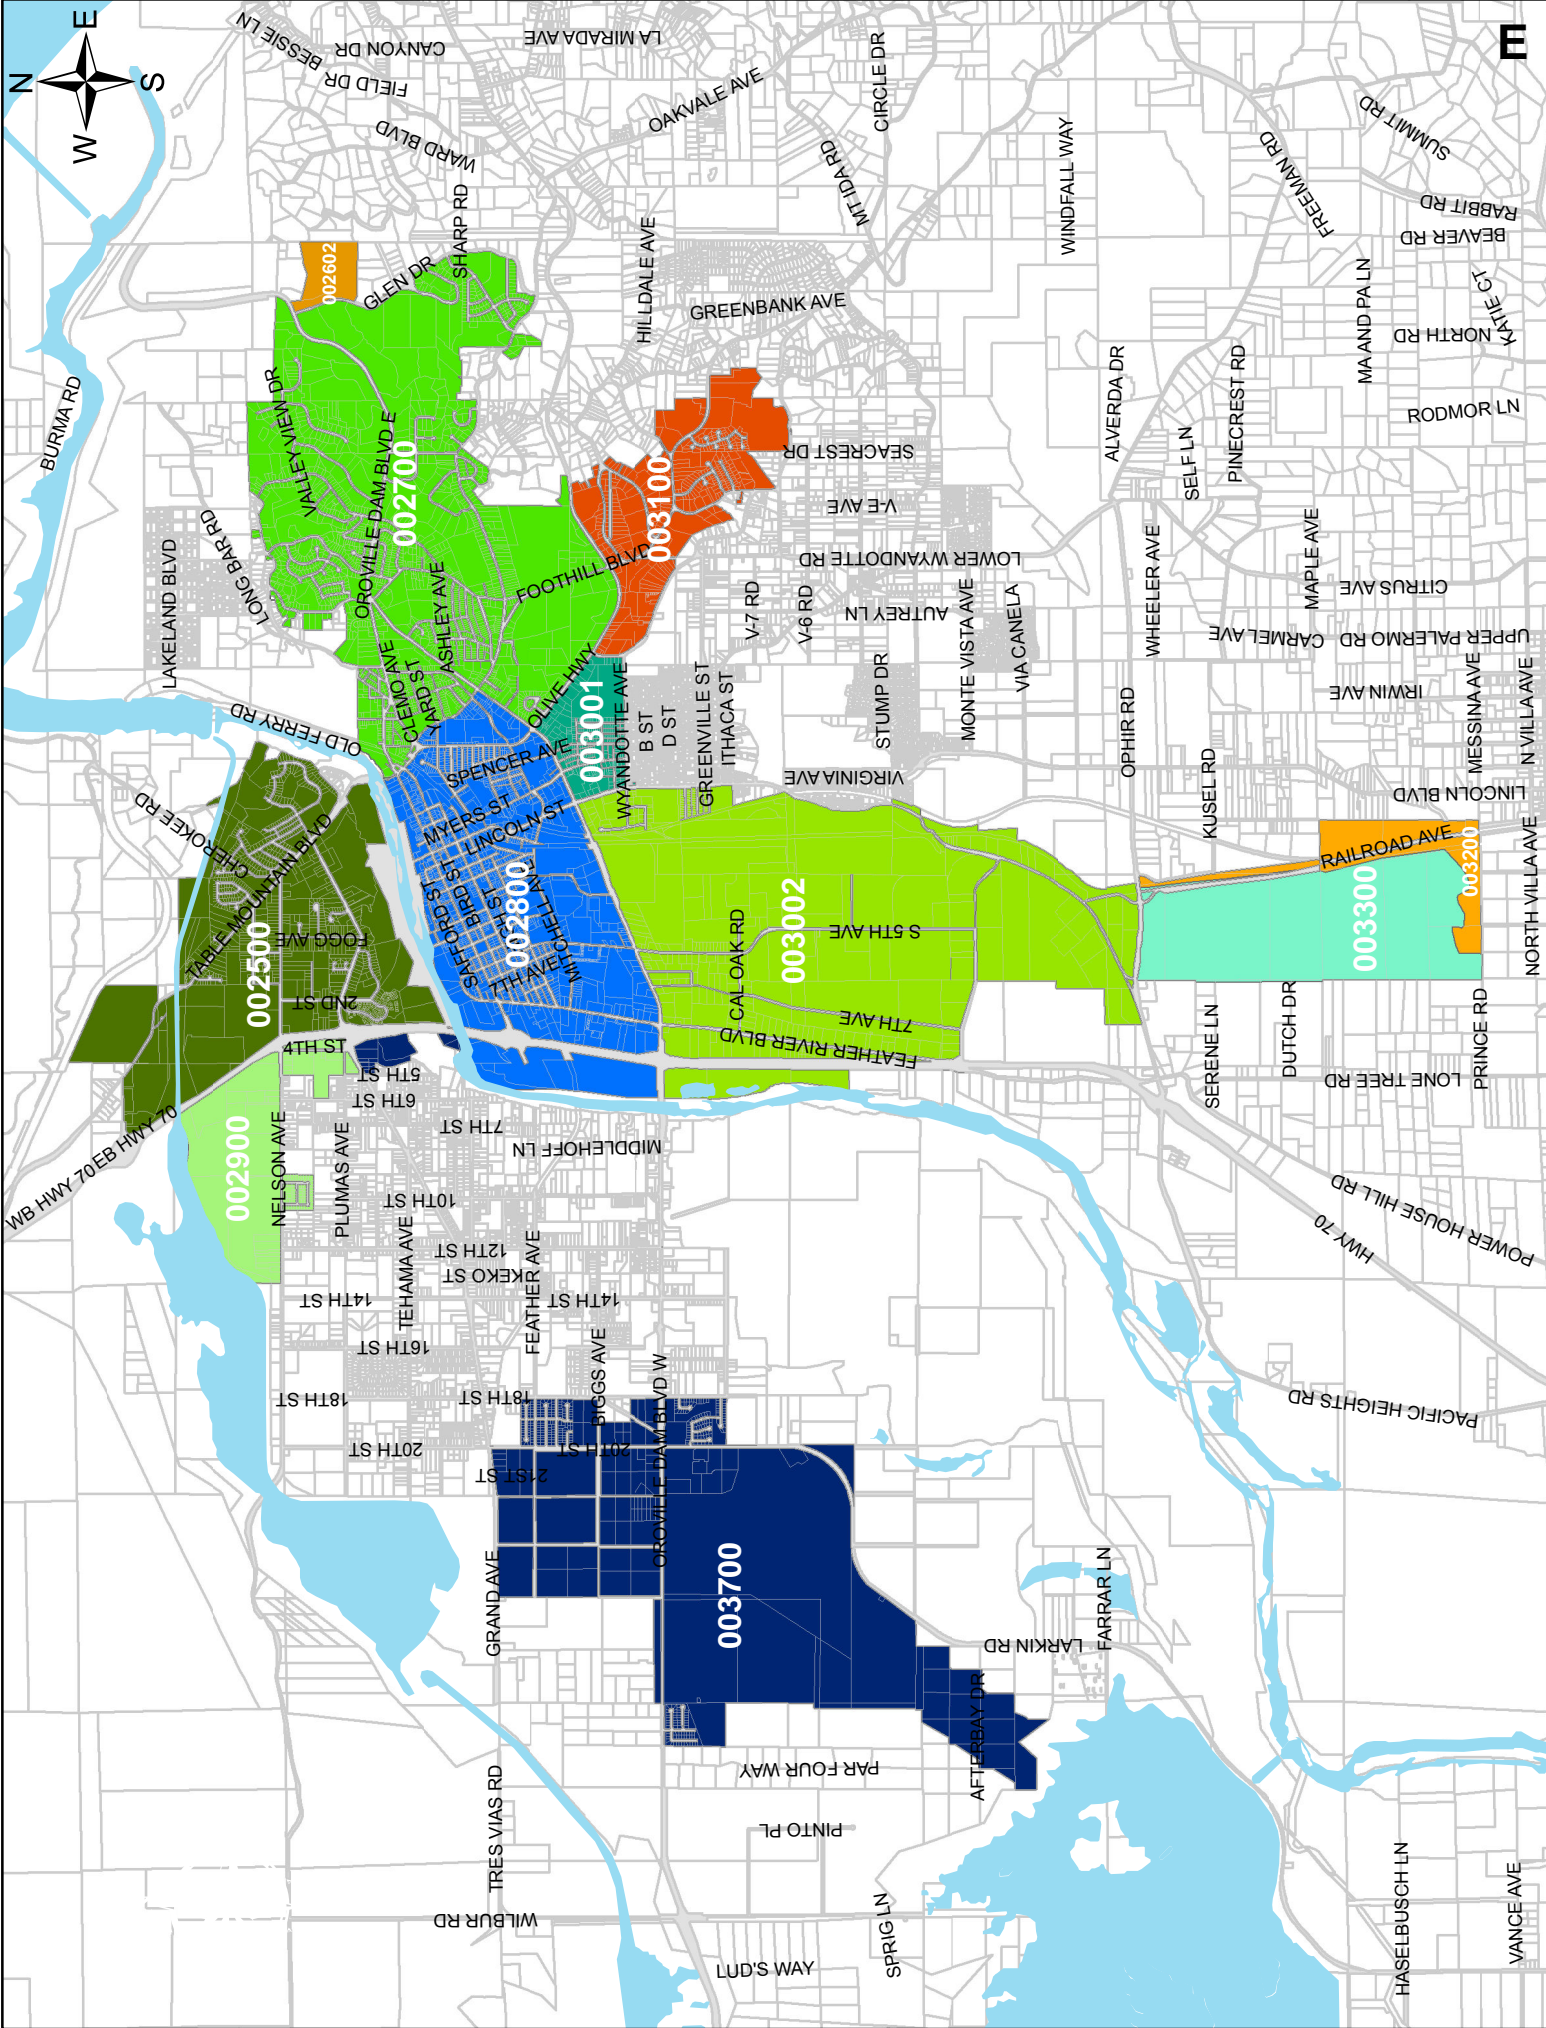 N
E
S
W
E
BESSIE LN
CANYON DR
FIELD DR
LA MIRADA AVE
WARD BLVD
OAKVALE AVE
CIRCLE DR
MT IDA RD
WINDFALL WAY
FREEMAN RD
SUMMIT RD
RABBIT RD
BEAVER RD
SHARP RD
HILLDALE AVE
002602
GLEN DR
GREENBANK AVE
MA AND PA LN
NORTH RD
KATIE CT
BURMA RD
VALLEY VIEW DR
OROVILLE DAM BLVD E
002700
ALVERDA DR
PINECREST RD
RODMOR LN
SEACREST DR
SELF LN
003100
V-E AVE
LAKELAND BLVD
LONG BAR RD
ASHLEY AVE
FOOTHILL BLVD
LOWER WYANDOTTE RD
WHEELER AVE
MAPLE AVE
CITRUS AVE
V-7 RD
V-6 RD
AUTREY LN
MONTE VISTA AVE
VIA CANELA
CARMEL AVE
UPPER PALERMO RD
OLD FERRY RD
CLEMO AVE
YARD ST
OLIVE HWY
003001
WYANDOTTE AVE
B ST
D ST
GREENVILLE ST
ITHACA ST
STUMP DR
OPHIR RD
IRWIN AVE
MESSINA AVE
N VILLA AVE
SPENCER AVE
VIRGINIA AVE
KUSEL RD
LINCOLN BLVD
CHEROKEE RD
TABLE MOUNTAIN BLVD
MYERS ST
LINCOLN ST
RAILROAD AVE
003200
NORTH VILLA AVE
002500
FOGG AVE
SAFFORD ST
BIRD ST
002800
MITCHELL AVE
7TH AVE
003002
S 5TH AVE
CAL OAK RD
003300
2ND ST
4TH ST
5TH ST
6TH ST
7TH AVE
FEATHER RIVER BLVD
SERENE LN
DUTCH DR
LONE TREE RD
PRINCE RD
WB HWY 70
EB HWY 70
002900
NELSON AVE
PLUMAS AVE
7TH ST
MIDDLEHOFF LN
10TH ST
TEHAMA AVE
12TH ST
KEKO ST
FEATHER AVE
14TH ST
14TH ST
16TH ST
HWY 70
POWER HOUSE HILL RD
18TH ST
18TH ST
BIGGS AVE
OROVILLE DAM BLVD W
PACIFIC HEIGHTS RD
20TH ST
20TH ST
21ST ST
GRAND AVE
003700
LARKIN RD
FARRAR LN
AFTERBAY DR
PAR FOUR WAY
TRES VIAS RD
PINTO PL
WILBUR RD
SPRIG LN
LUD'S WAY
HASELBUSCH LN
VANCE AVE